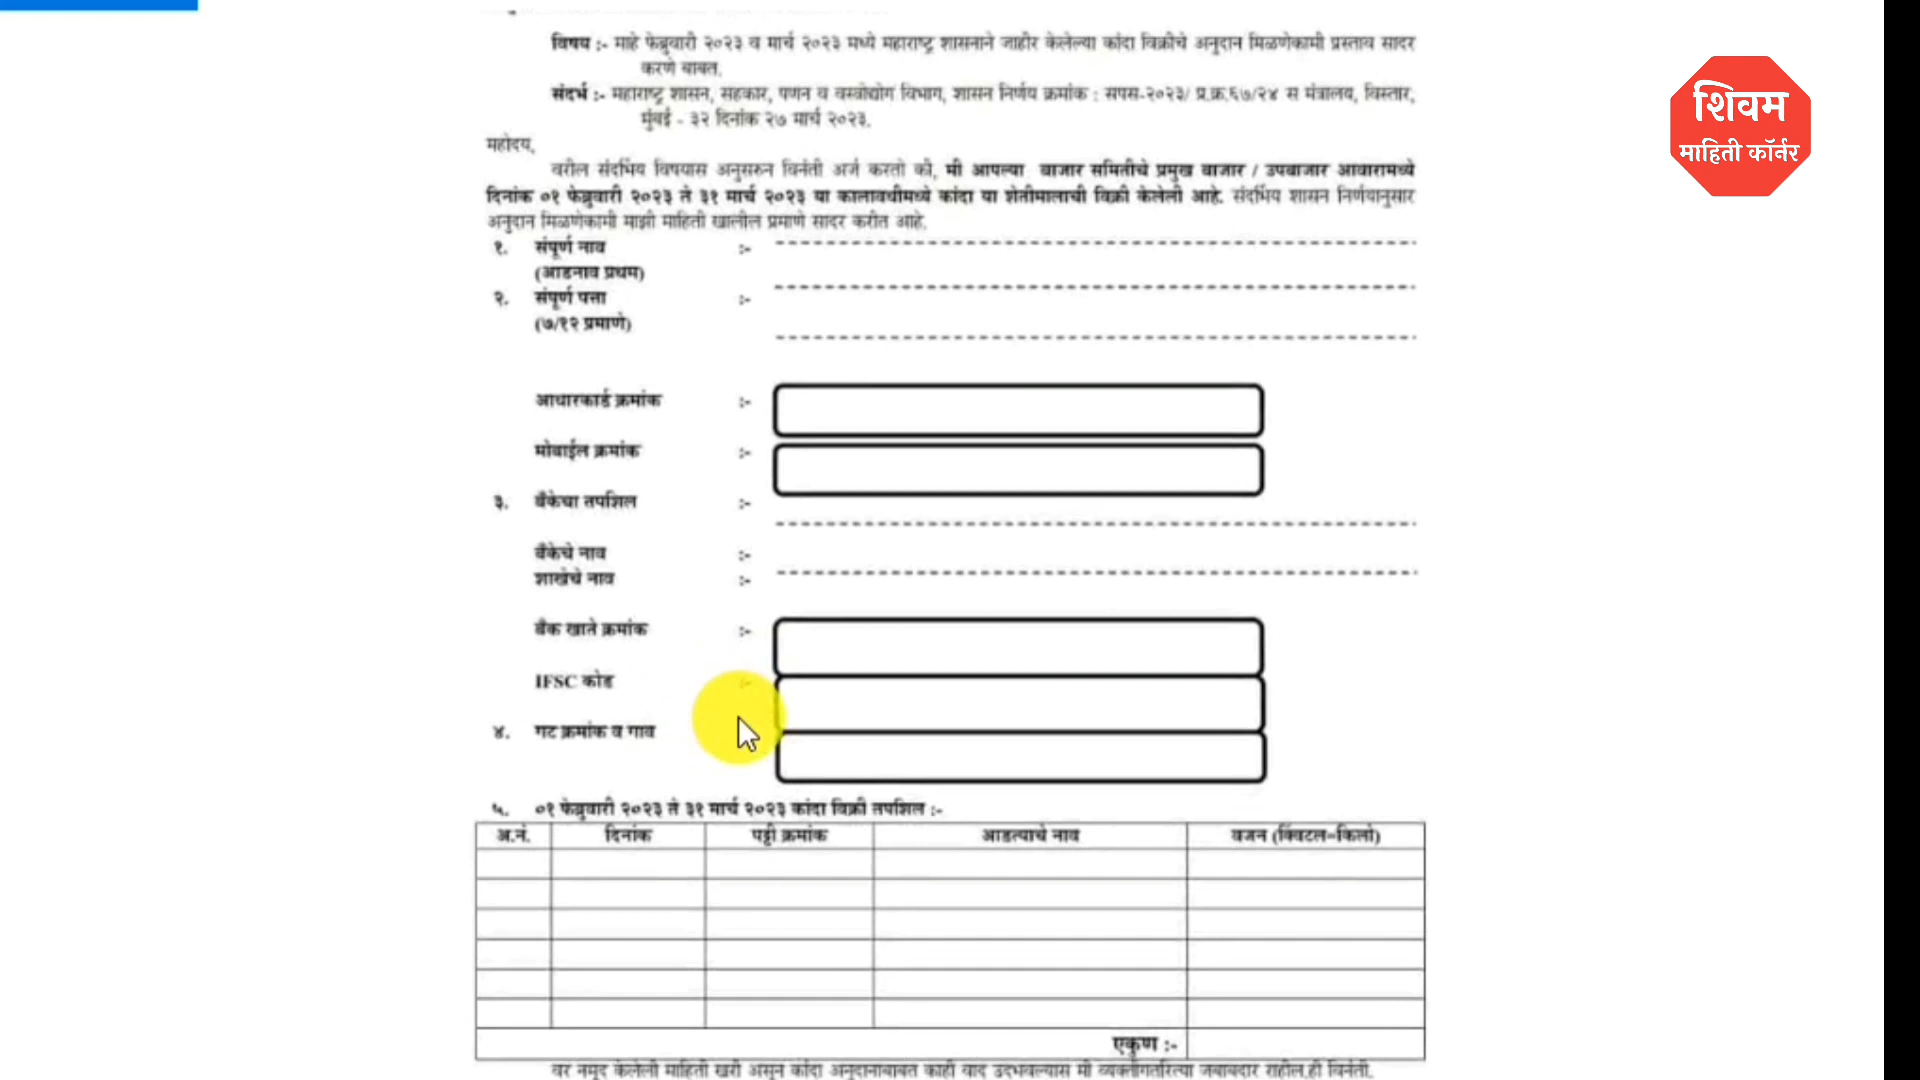 विषय :- माहे फेब्रुवारी २०२३ व मार्च २०२३ मध्ये महाराष्ट्र शासनाने जाहीर केलेल्या कांदा विक्रीचे अनुदान मिळणेकामी प्रस्ताव सादर
करणे बाबत.
संदर्भ :- महाराष्ट्र शासन, सहकार, पणन व वस्त्रोद्योग विभाग, शासन निर्णय क्रमांक : सपस-२०२३/ प्र.क्र.६७/२४ स मंत्रालय, विस्तार,
मुंबई - ३२ दिनांक २७ मार्च २०२३.
महोदय,
वरील संदर्भिय विषयास अनुसरुन विनंती अर्ज करतो की, मी आपल्या बाजार समितीचे प्रमुख बाजार / उपबाजार आवारामध्ये
दिनांक ०१ फेब्रुवारी २०२३ ते ३१ मार्च २०२३ या कालावधीमध्ये कांदा या शेतीमालाची विक्री केलेली आहे. संदर्भिय शासन निर्णयानुसार
अनुदान मिळणेकामी माझी माहिती खालील प्रमाणे सादर करीत आहे.
१. संपूर्ण नाव :-
(आडनाव प्रथम)
२. संपूर्ण पत्ता :-
(७/१२ प्रमाणे)
आधारकार्ड क्रमांक :-
मोबाईल क्रमांक :-
३. बँकेचा तपशिल :-
बँकेचे नाव :-
शाखेचे नाव :-
बँक खाते क्रमांक :-
IFSC कोड :-
४. गट क्रमांक व गाव
५. ०१ फेब्रुवारी २०२३ ते ३१ मार्च २०२३ कांदा विक्री तपशिल :-
अ.नं. दिनांक पट्टी क्रमांक आडत्याचे नाव वजन (क्विंटल-किलो)
एकुण :-
वर नमूद केलेली माहिती खरी असून कांदा अनुदानाबाबत काही वाद उदभवल्यास मी व्यक्तीगतरित्या जबाबदार राहील.ही विनंती.
शिवम
माहिती कॉर्नर